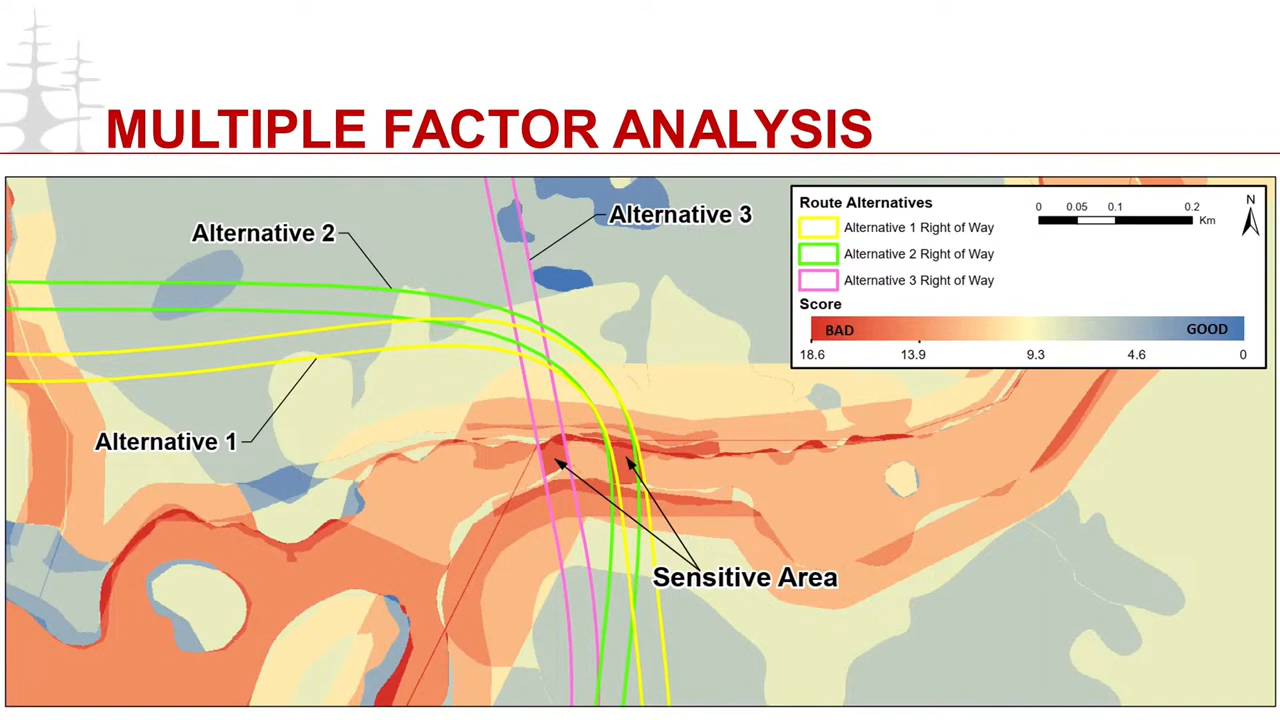 MULTIPLE FACTOR ANALYSIS
Alternative 3
Alternative 2
Alternative 1
Sensitive Area
Route Alternatives
Alternative 1 Right of Way
Alternative 2 Right of Way
Alternative 3 Right of Way
Score
BAD GOOD
18.6 13.9 9.3 4.6 0
0 0.05 0.1 0.2
Km
N